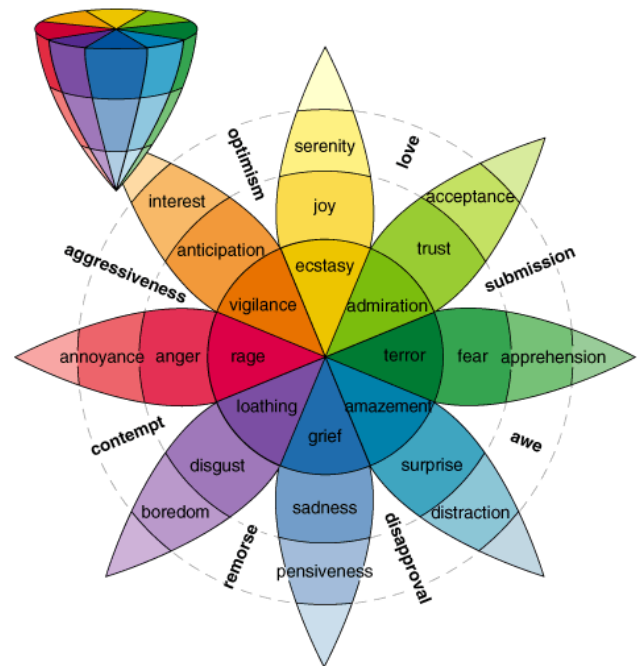 optimism
serenity
love
interest
joy
acceptance
anticipation
trust
aggressiveness
ecstasy
submission
vigilance
admiration
annoyance
anger
rage
terror
fear
apprehension
loathing
amazement
contempt
grief
awe
disgust
surprise
boredom
sadness
distraction
remorse
pensiveness
disapproval